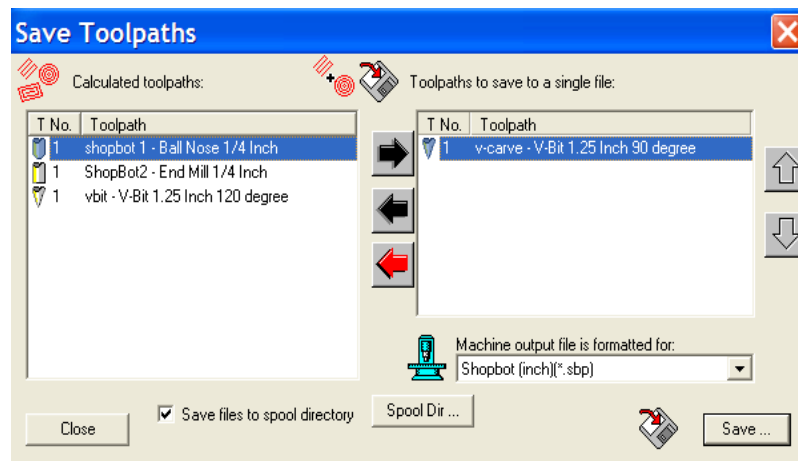 Save Toolpaths
Calculated toolpaths:
Toolpaths to save to a single file:
T No. Toolpath
1 shopbot 1 - Ball Nose 1/4 Inch
1 ShopBot2 - End Mill 1/4 Inch
1 vbit - V-Bit 1.25 Inch 120 degree
T No. Toolpath
1 v-carve - V-Bit 1.25 Inch 90 degree
Machine output file is formatted for:
Shopbot (inch)(*.sbp)
Close
Save files to spool directory
Spool Dir ...
Save ...